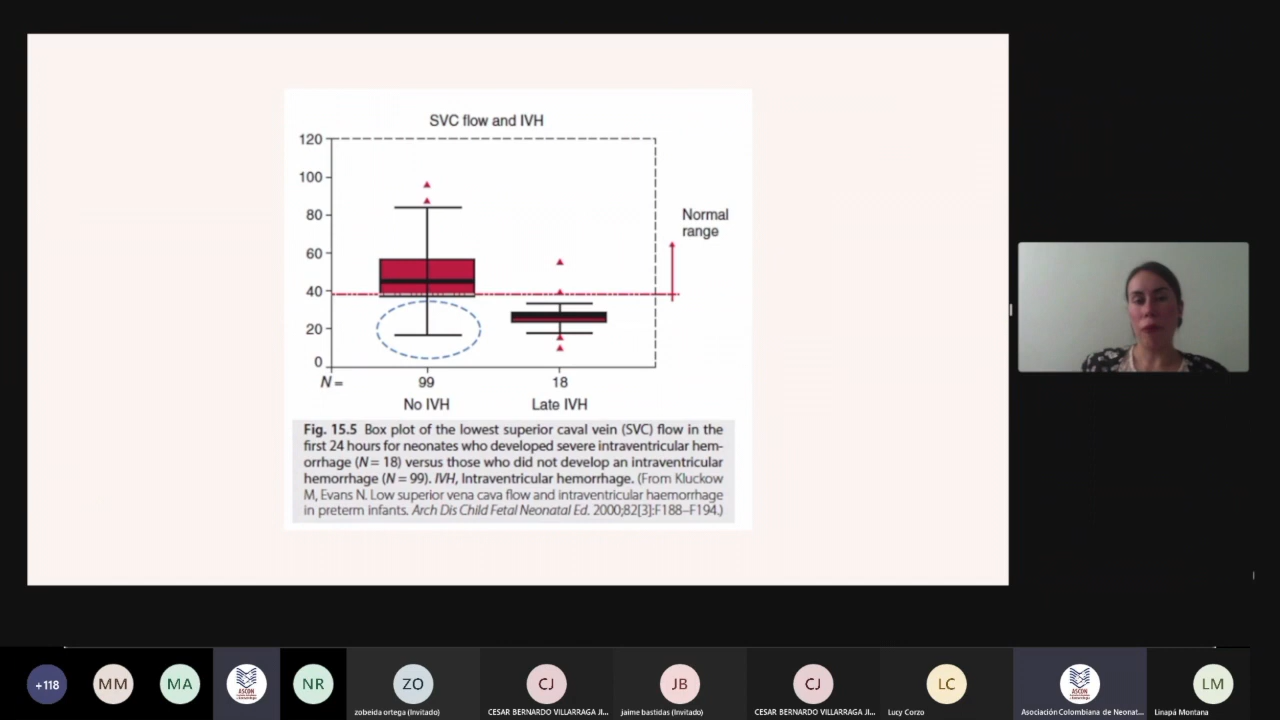 SVC flow and IVH
120
100
80
60
40
20
0
Normal
range
N =
99
18
No IVH
Late IVH
Fig. 15.5 Box plot of the lowest superior caval vein (SVC) flow in the
first 24 hours for neonates who developed severe intraventricular hem-
orrhage (N = 18) versus those who did not develop an intraventricular
hemorrhage (N = 99). IVH, Intraventricular hemorrhage. (From Kluckow
M, Evans N. Low superior vena cava flow and intraventricular haemorrhage
in preterm infants. Arch Dis Child Fetal Neonatal Ed. 2000;82[3]:F188–F194.)
+118
MM
MA
ASCON
NR
ZO
zobeida ortega (Invitado)
CJ
CESAR BERNARDO VILLARRAGA JI...
JB
jaime bastidas (Invitado)
CJ
CESAR BERNARDO VILLARRAGA JI...
LC
Lucy Corzo
ASCON
Asociación Colombiana de Neonat...
LM
Linapá Montana